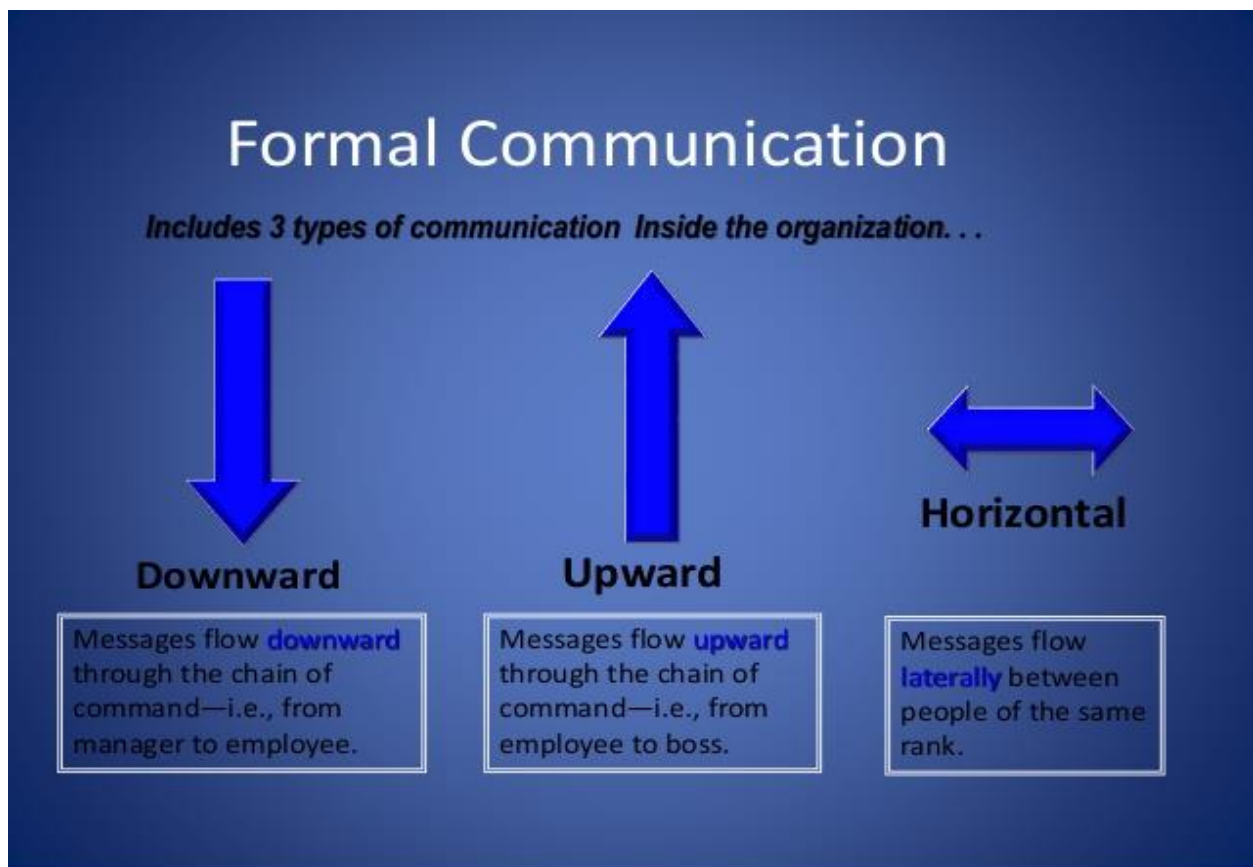 Formal Communication
Includes 3 types of communication Inside the organization. . .
Downward
Messages flow downward
through the chain of
command—i.e., from
manager to employee.
Upward
Messages flow upward
through the chain of
command—i.e., from
employee to boss.
Horizontal
Messages flow
laterally between
people of the same
rank.